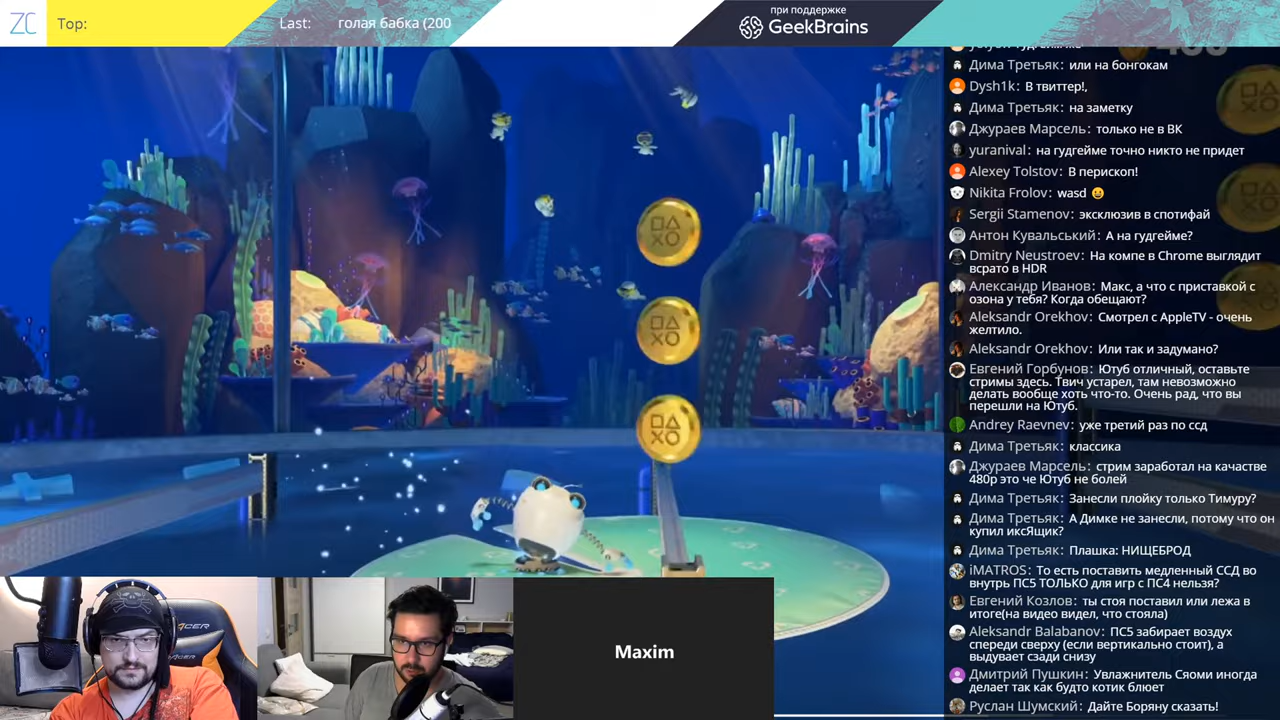 ZC
Top:
Last: голая бабка (200
при поддержке
GeekBrains
Дима Третьяк: или на бонгокам
Dysh1k: В твиттер!,
Дима Третьяк: на заметку
Джураев Марсель: только не в ВК
yuranival: на гудгейме точно никто не придет
Alexey Tolstov: В перископ!
Nikita Frolov: wasd 😀
Sergii Stamenov: эксклюзив в спотифай
Антон Кувальський: А на гудгейме?
Dmitry Neustroev: На компе в Chrome выглядит
всрато в HDR
Александр Иванов: Макс, а что с приставкой с
озона у тебя? Когда обещают?
Aleksandr Orekhov: Смотрел с AppleTV - очень
желтило.
Aleksandr Orekhov: Или так и задумано?
Евгений Горбунов: Ютуб отличный, оставьте
стримы здесь. Твич устарел, там невозможно
делать вообще хоть что-то. Очень рад, что вы
перешли на Ютуб.
Andrey Raevnev: уже третий раз по ссд
Дима Третьяк: классика
Джураев Марсель: стрим заработал на качастве
480p это че Ютуб не болей
Дима Третьяк: Занесли плойку только Тимуру?
Дима Третьяк: А Димке не занесли, потому что он
купил иксЯщик?
Дима Третьяк: Плашка: НИЩЕБРОД
iMATROS: То есть поставить медленный ССД во
внутрь ПС5 ТОЛЬКО для игр с ПС4 нельзя?
Евгений Козлов: ты стоя поставил или лежа в
итоге(на видео видел, что стояла)
Aleksandr Balabanov: ПС5 забирает воздух
спереди сверху (если вертикально стоит), а
выдувает сзади снизу
Дмитрий Пушкин: Увлажнитель Сяоми иногда
делает так как будто котик блюет
Руслан Шумский: Дайте Боряну сказать!
Maxim